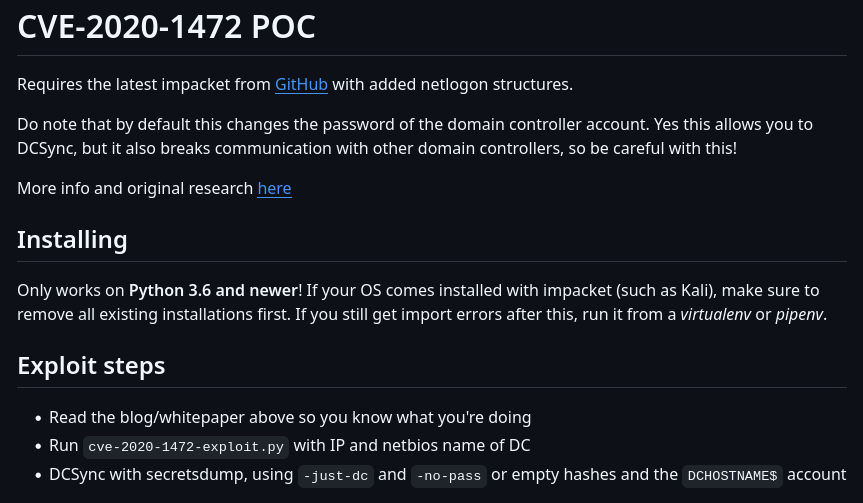 CVE-2020-1472 POC
Requires the latest impacket from GitHub with added netlogon structures.
Do note that by default this changes the password of the domain controller account. Yes this allows you to
DCSync, but it also breaks communication with other domain controllers, so be careful with this!
More info and original research here
Installing
Only works on Python 3.6 and newer! If your OS comes installed with impacket (such as Kali), make sure to
remove all existing installations first. If you still get import errors after this, run it from a virtualenv or pipenv.
Exploit steps
• Read the blog/whitepaper above so you know what you're doing
• Run cve-2020-1472-exploit.py with IP and netbios name of DC
• DCSync with secretsdump, using -just-dc and -no-pass or empty hashes and the DCHOSTNAME$ account